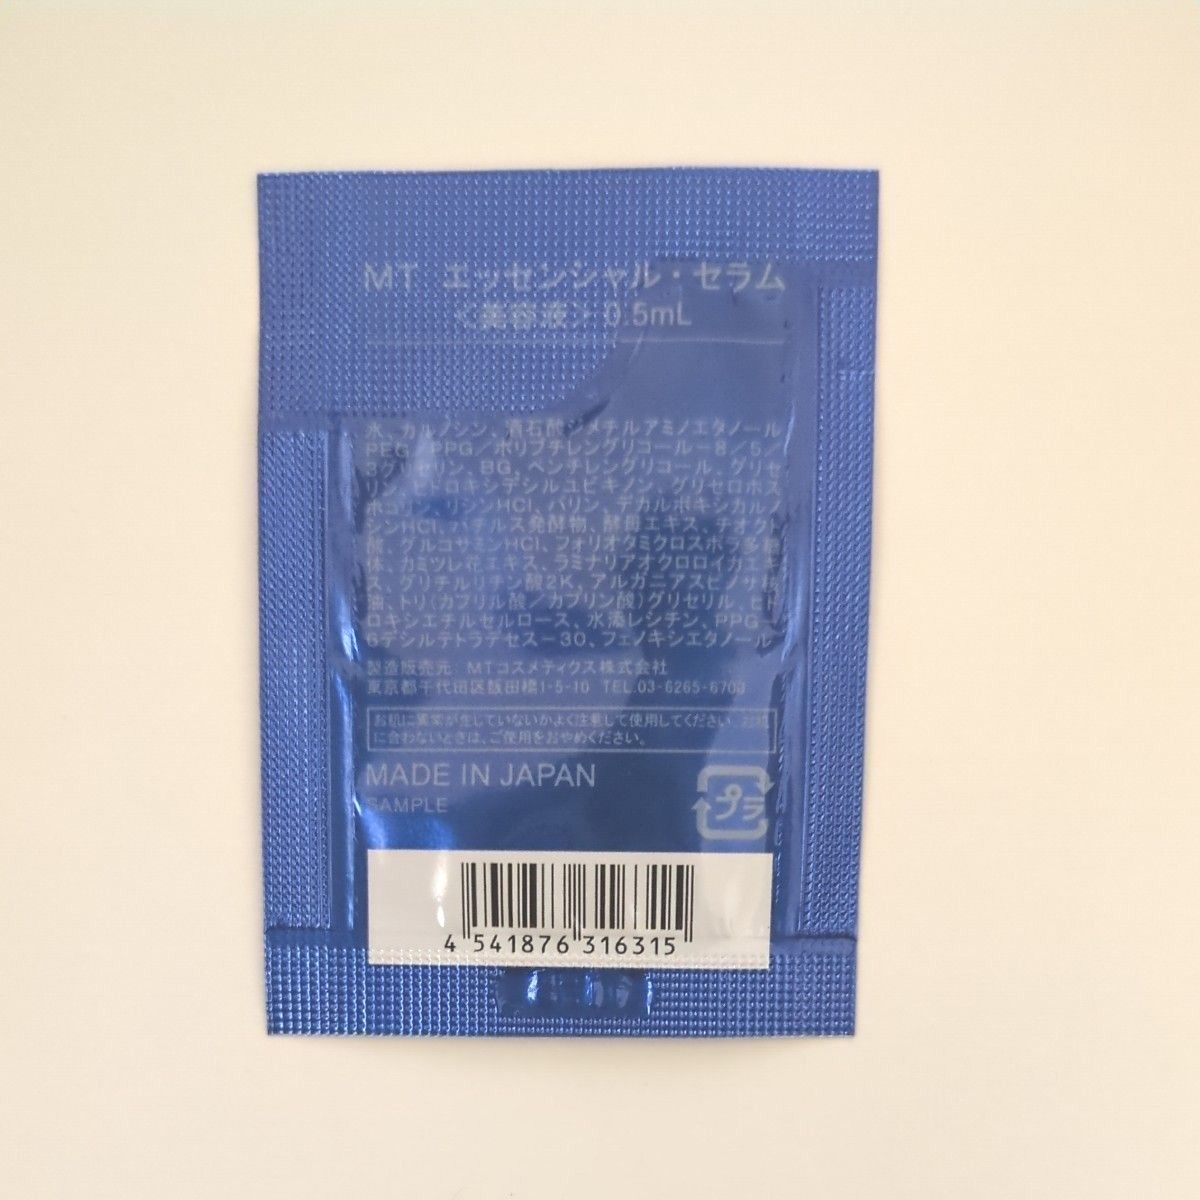 MT エッセンシャル・セラム
<美容液> 0.5mL
水、カルノシン、酒石酸ジメチルアミノエタノール
PEG/PPG/ポリブチレングリコール-8/5/
3グリセリン、BG、ペンチレングリコール、グリセ
リン、ヒドロキシデシルユビキノン、グリセロホス
ホコリン、リシンHCl、バリン、デカルボキシカルノ
シンHCl、バチルス発酵物、酵母エキス、チオクト
酸、グルコサミンHCl、フォリオタミクロスポラ多糖
体、カミツレ花エキス、ラミナリアオクロロイカエキ
ス、グリチルリチン酸2K、アルガニアスピノサ核
油、トリ(カプリル酸/カプリン酸)グリセリル、ヒド
ロキシエチルセルロース、水添レシチン、PPG-
6デシルテトラデセス-30、フェノキシエタノール
製造販売元 MTコスメティクス株式会社
東京都千代田区飯田橋1-5-10 TEL.03-6265-6700
お肌に異常が生じていないかよく注意して使用してください。お肌
に合わないときは、ご使用をおやめください。
MADE IN JAPAN
SAMPLE
プラ
4 541876 316315